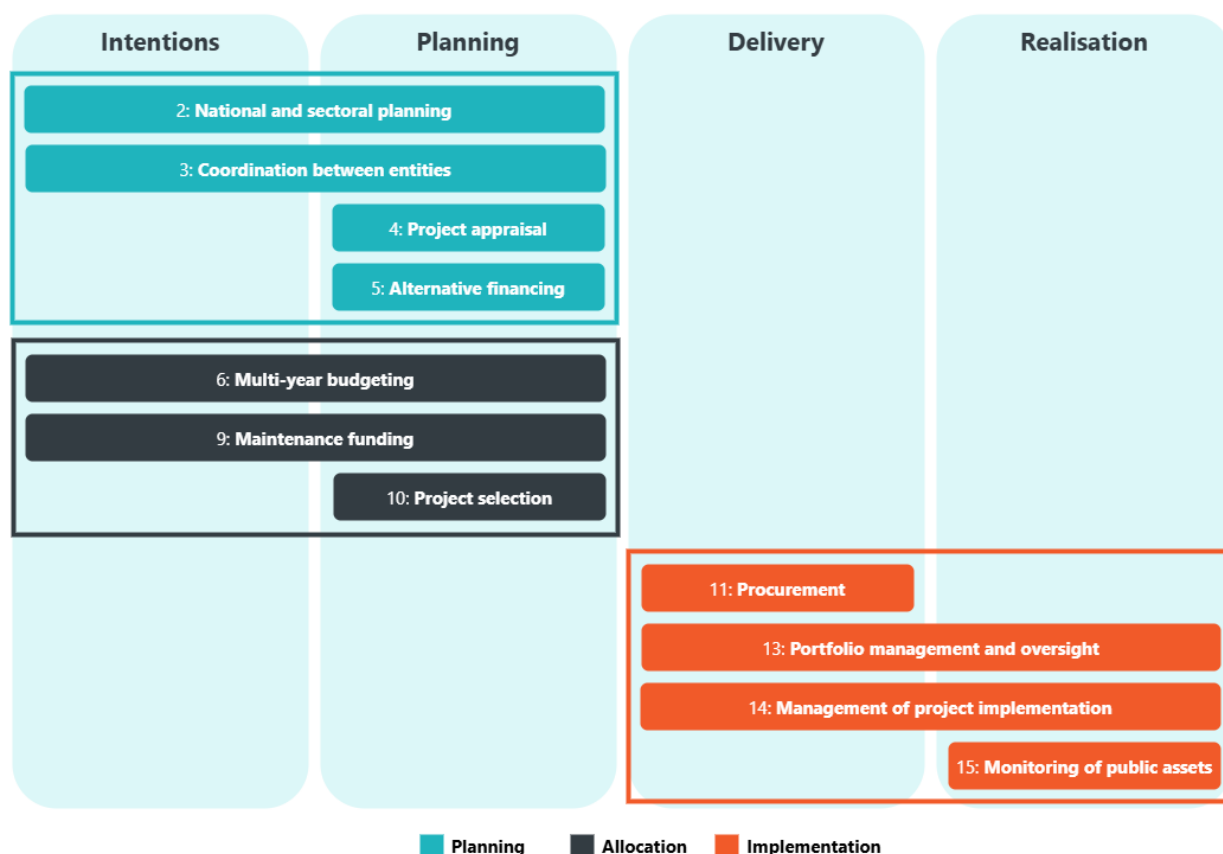 Intentions
Planning
Delivery
Realisation
2: National and sectoral planning
3: Coordination between entities
4: Project appraisal
5: Alternative financing
6: Multi-year budgeting
9: Maintenance funding
10: Project selection
11: Procurement
13: Portfolio management and oversight
14: Management of project implementation
15: Monitoring of public assets
Planning
Allocation
Implementation